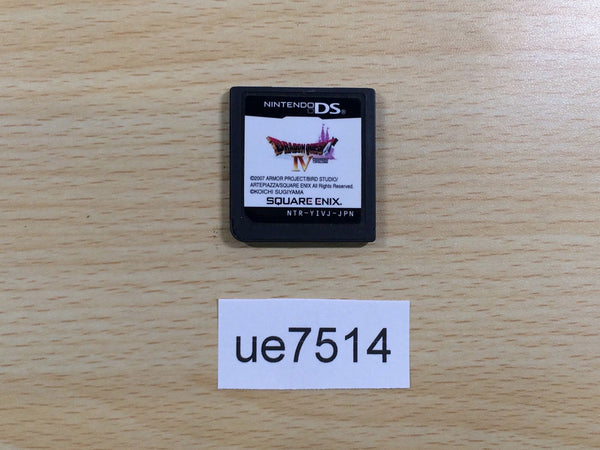 NINTENDO DS
DRAGON QUEST
IV
©2007 ARMOR PROJECT/BIRD STUDIO/
ARTEPIAZZA/SQUARE ENIX All Rights Reserved.
©KOICHI SUGIYAMA
SQUARE ENIX.
NTR-YIVJ-JPN
ue7514